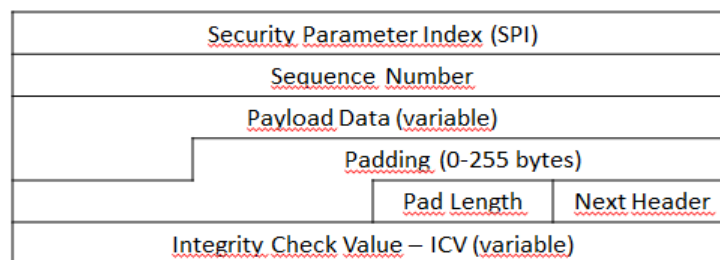 Security Parameter Index (SPI)
Sequence Number
Payload Data (variable)
Padding (0-255 bytes)
Pad Length
Next Header
Integrity Check Value – ICV (variable)